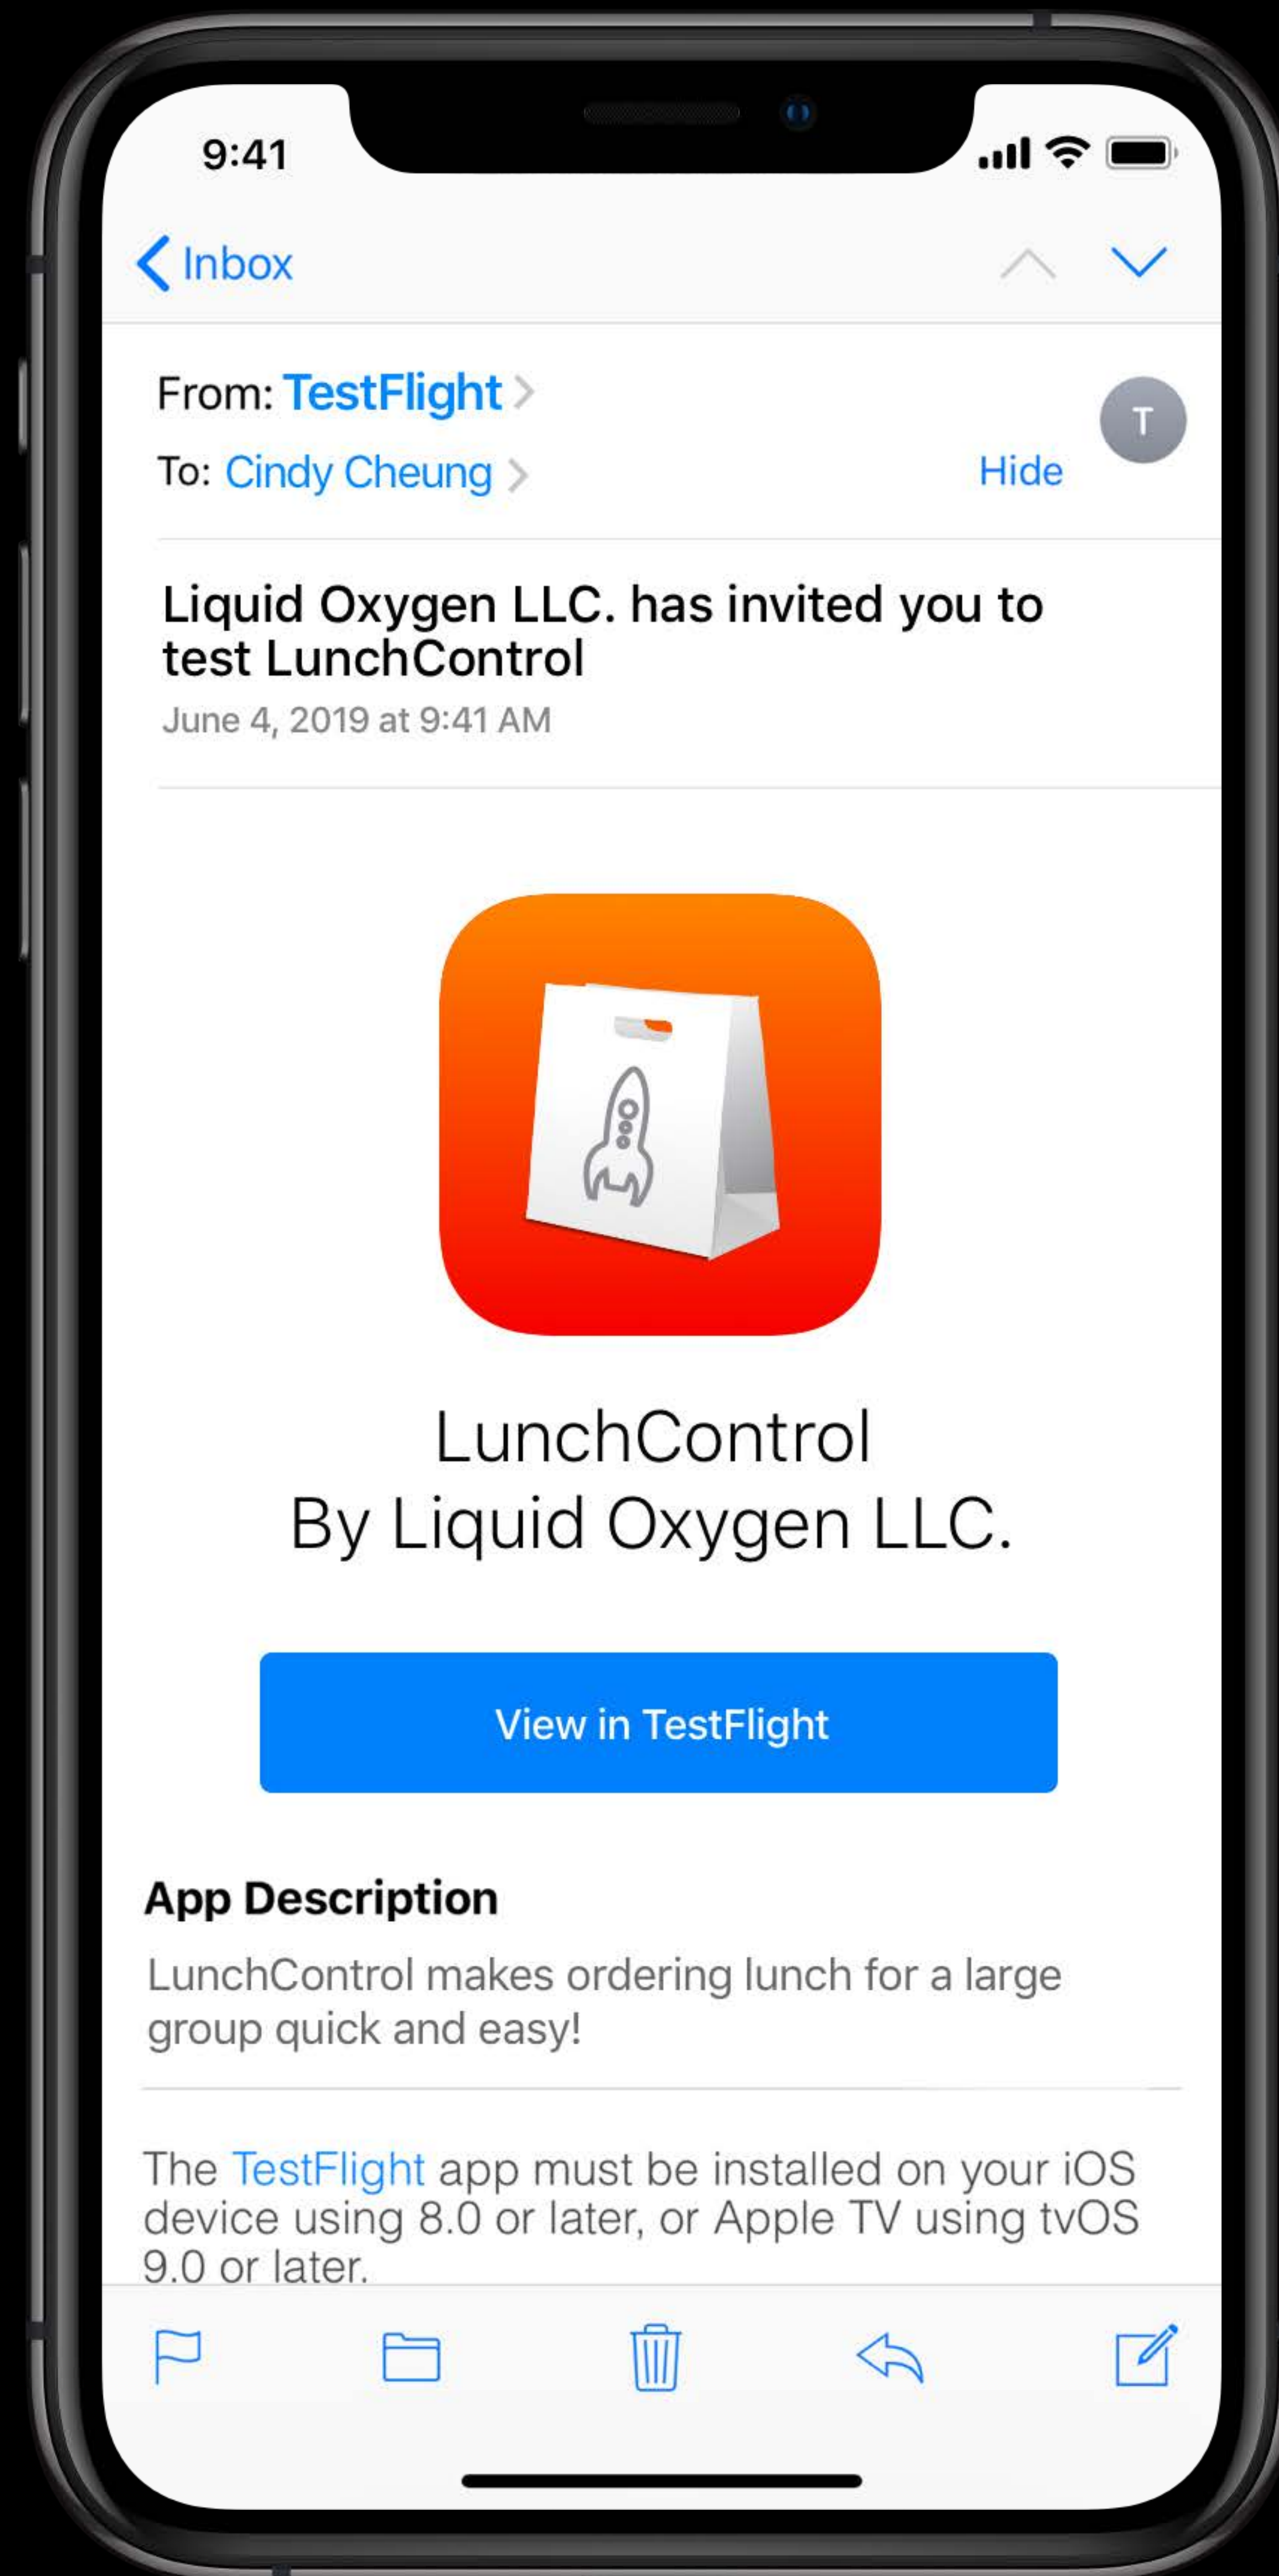 9:41
Inbox
From: TestFlight
T
To: Cindy Cheung
Hide
Liquid Oxygen LLC. has invited you to
test LunchControl
June 4, 2019 at 9:41 AM
LunchControl
By Liquid Oxygen LLC.
View in TestFlight
App Description
LunchControl makes ordering lunch for a large
group quick and easy!
The TestFlight app must be installed on your iOS
device using 8.0 or later, or Apple TV using tvOS
9.0 or later.